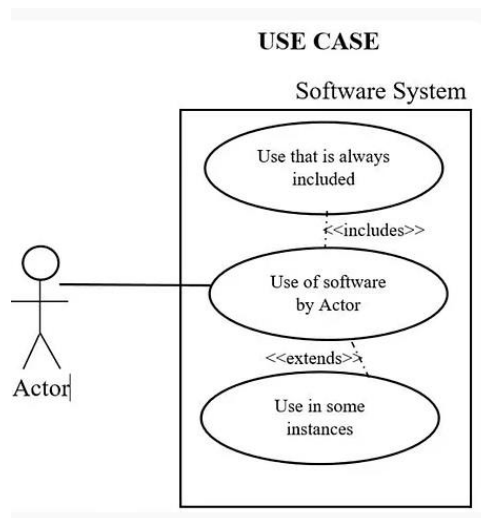 USE CASE
Software System
Use that is always
included
<<includes>>
Use of software
by Actor
<<extends>>
Actor
Use in some
instances